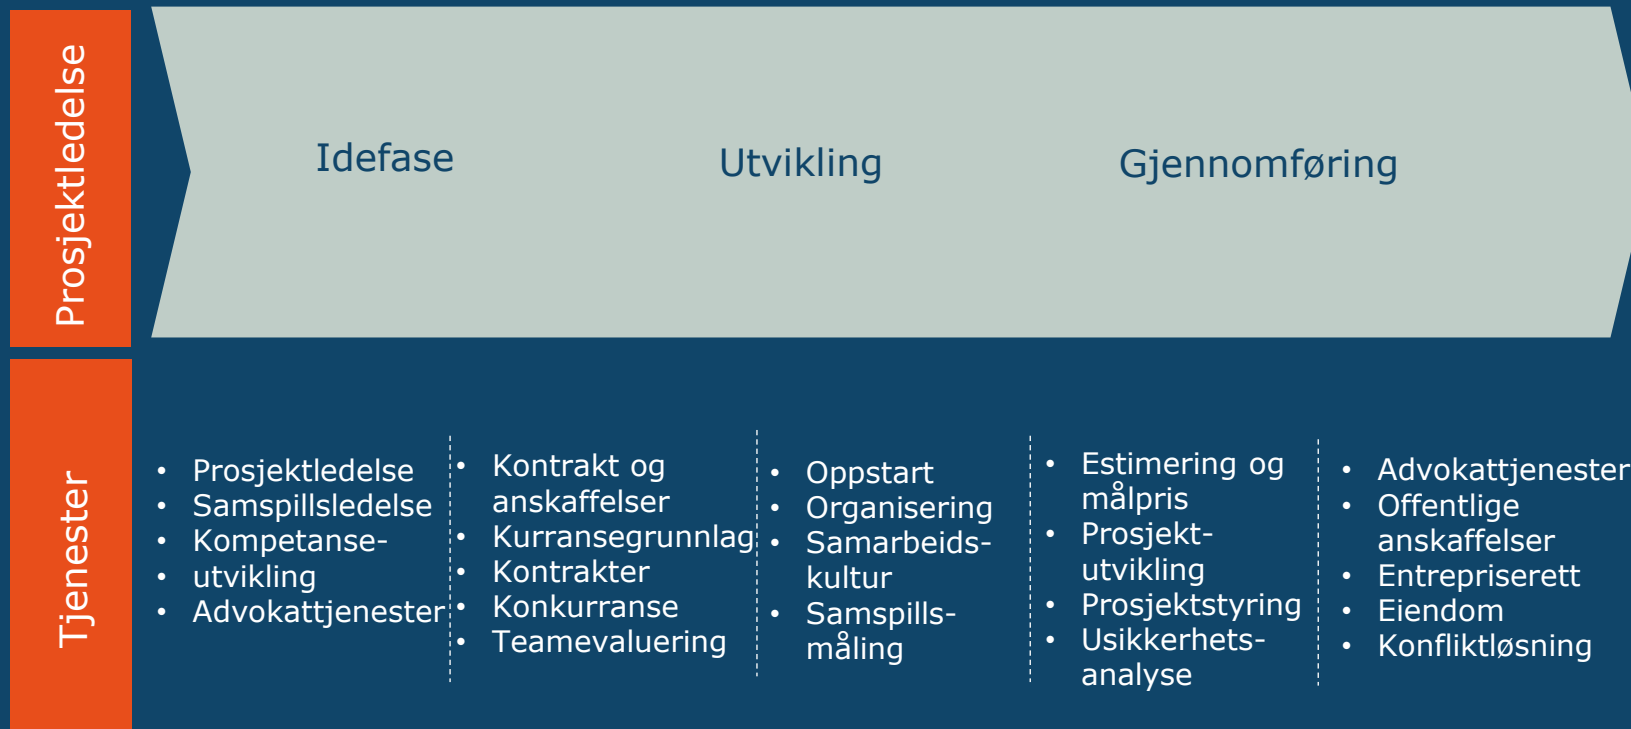 Prosjektledelse
Idefase
Utvikling
Gjennomføring
Tjenester
• Prosjektledelse
• Samspillsledelse
• Kompetanse-
• utvikling
• Advokattjenester
• Kontrakt og
anskaffelser
• Kurransegrunnlag
• Kontrakter
• Konkurranse
• Teamevaluering
• Oppstart
• Organisering
• Samarbeids-
kultur
• Samspills-
måling
• Estimering og
målpris
• Prosjekt-
utvikling
• Prosjektstyring
• Usikkerhets-
analyse
• Advokattjenester
• Offentlige
anskaffelser
• Entrepriserett
• Eiendom
• Konfliktløsning